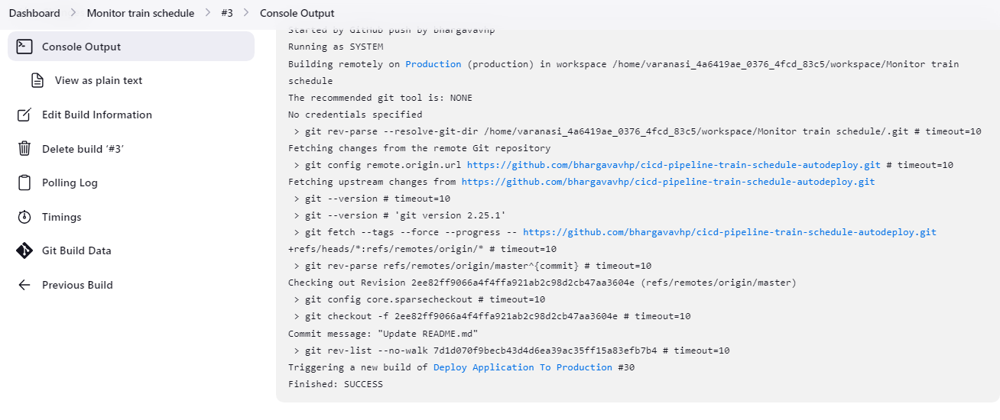 Dashboard > Monitor train schedule > #3 > Console Output
Console Output
View as plain text
Edit Build Information
Delete build ‘#3’
Polling Log
Timings
Git Build Data
Previous Build
Started by GitHub push by bhargavavhp
Running as SYSTEM
Building remotely on Production (production) in workspace /home/varanasi_4a6419ae_0376_4fcd_83c5/workspace/Monitor train
schedule
The recommended git tool is: NONE
No credentials specified
> git rev-parse --resolve-git-dir /home/varanasi_4a6419ae_0376_4fcd_83c5/workspace/Monitor train schedule/.git # timeout=10
Fetching changes from the remote Git repository
> git config remote.origin.url https://github.com/bhargavavhp/cicd-pipeline-train-schedule-autodeploy.git # timeout=10
Fetching upstream changes from https://github.com/bhargavavhp/cicd-pipeline-train-schedule-autodeploy.git
> git --version # timeout=10
> git --version # 'git version 2.25.1'
> git fetch --tags --force --progress -- https://github.com/bhargavavhp/cicd-pipeline-train-schedule-autodeploy.git
+refs/heads/*:refs/remotes/origin/* # timeout=10
> git rev-parse refs/remotes/origin/master^{commit} # timeout=10
Checking out Revision 2ee82ff9066a4f4ffa921ab2c98d2cb47aa3604e (refs/remotes/origin/master)
> git config core.sparsecheckout # timeout=10
> git checkout -f 2ee82ff9066a4f4ffa921ab2c98d2cb47aa3604e # timeout=10
Commit message: "Update README.md"
> git rev-list --no-walk 7d1d070f9becb43d4d6ea39ac35ff15a83efb7b4 # timeout=10
Triggering a new build of Deploy Application To Production #30
Finished: SUCCESS